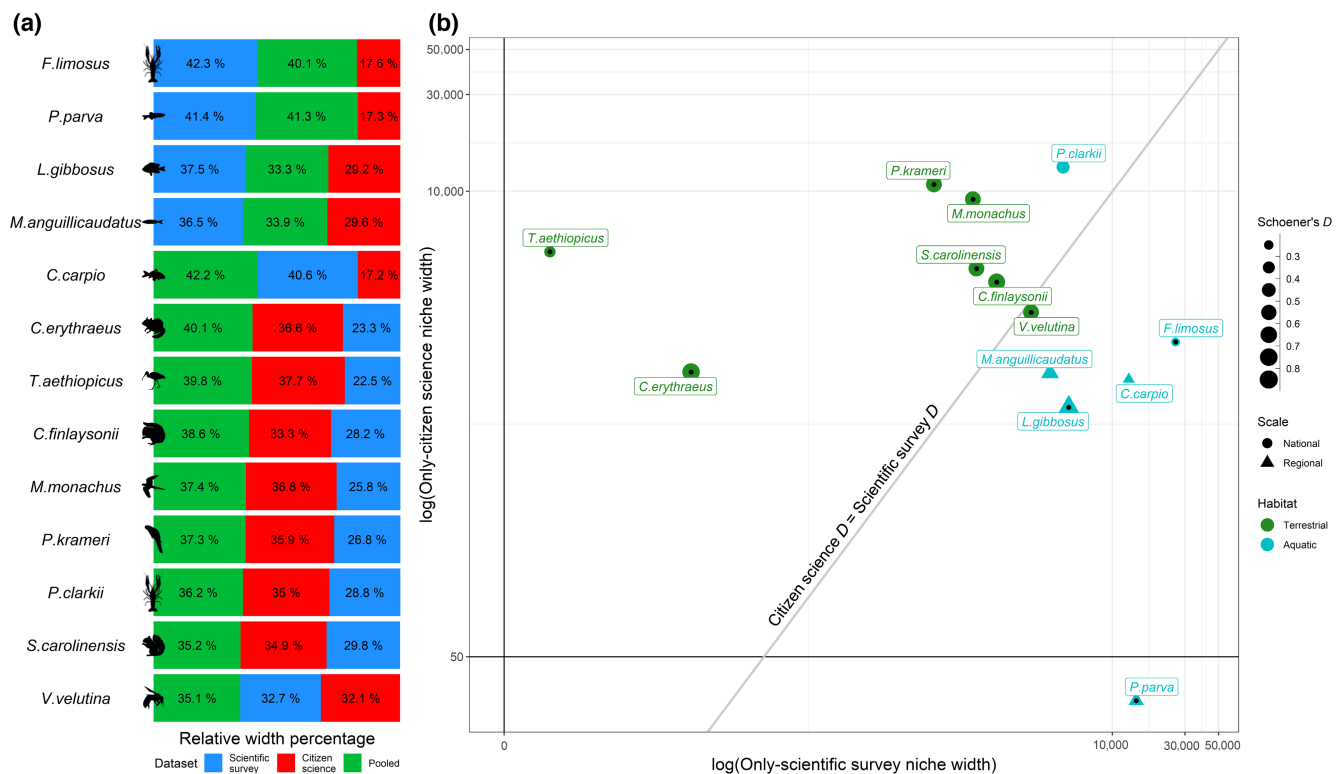 (a)
F.limosus
42.3 % 40.1 % 17.6 %
P.parva
41.4 % 41.3 % 17.3 %
L.gibbosus
37.5 % 33.3 % 29.2 %
M.anguillicaudatus
36.5 % 33.9 % 29.6 %
C.carpio
42.2 % 40.6 % 17.2 %
C.erythraeus
40.1 % 36.6 % 23.3 %
T.aethiopicus
39.8 % 37.7 % 22.5 %
C.finlaysonii
38.6 % 33.3 % 28.2 %
M.monachus
37.4 % 36.8 % 25.8 %
P.krameri
37.3 % 35.9 % 26.8 %
P.clarkii
36.2 % 35 % 28.8 %
S.carolinensis
35.2 % 34.9 % 29.8 %
V.velutina
35.1 % 32.7 % 32.1 %
Relative width percentage
Dataset
Scientific
survey
Citizen
science
Pooled
(b)
log(Only-citizen science niche width)
50,000
30,000
10,000
50
P.clarkii
P.krameri
M.monachus
T.aethiopicus
S.carolinensis
C.finlaysonii
V.velutina
F.limosus
M.anguillicaudatus
C.erythraeus
C.carpio
L.gibbosus
P.parva
Citizen science D = Scientific survey D
0
10,000
30,000
50,000
log(Only-scientific survey niche width)
Schoener's D
0.3
0.4
0.5
0.6
0.7
0.8
Scale
National
Regional
Habitat
Terrestrial
Aquatic